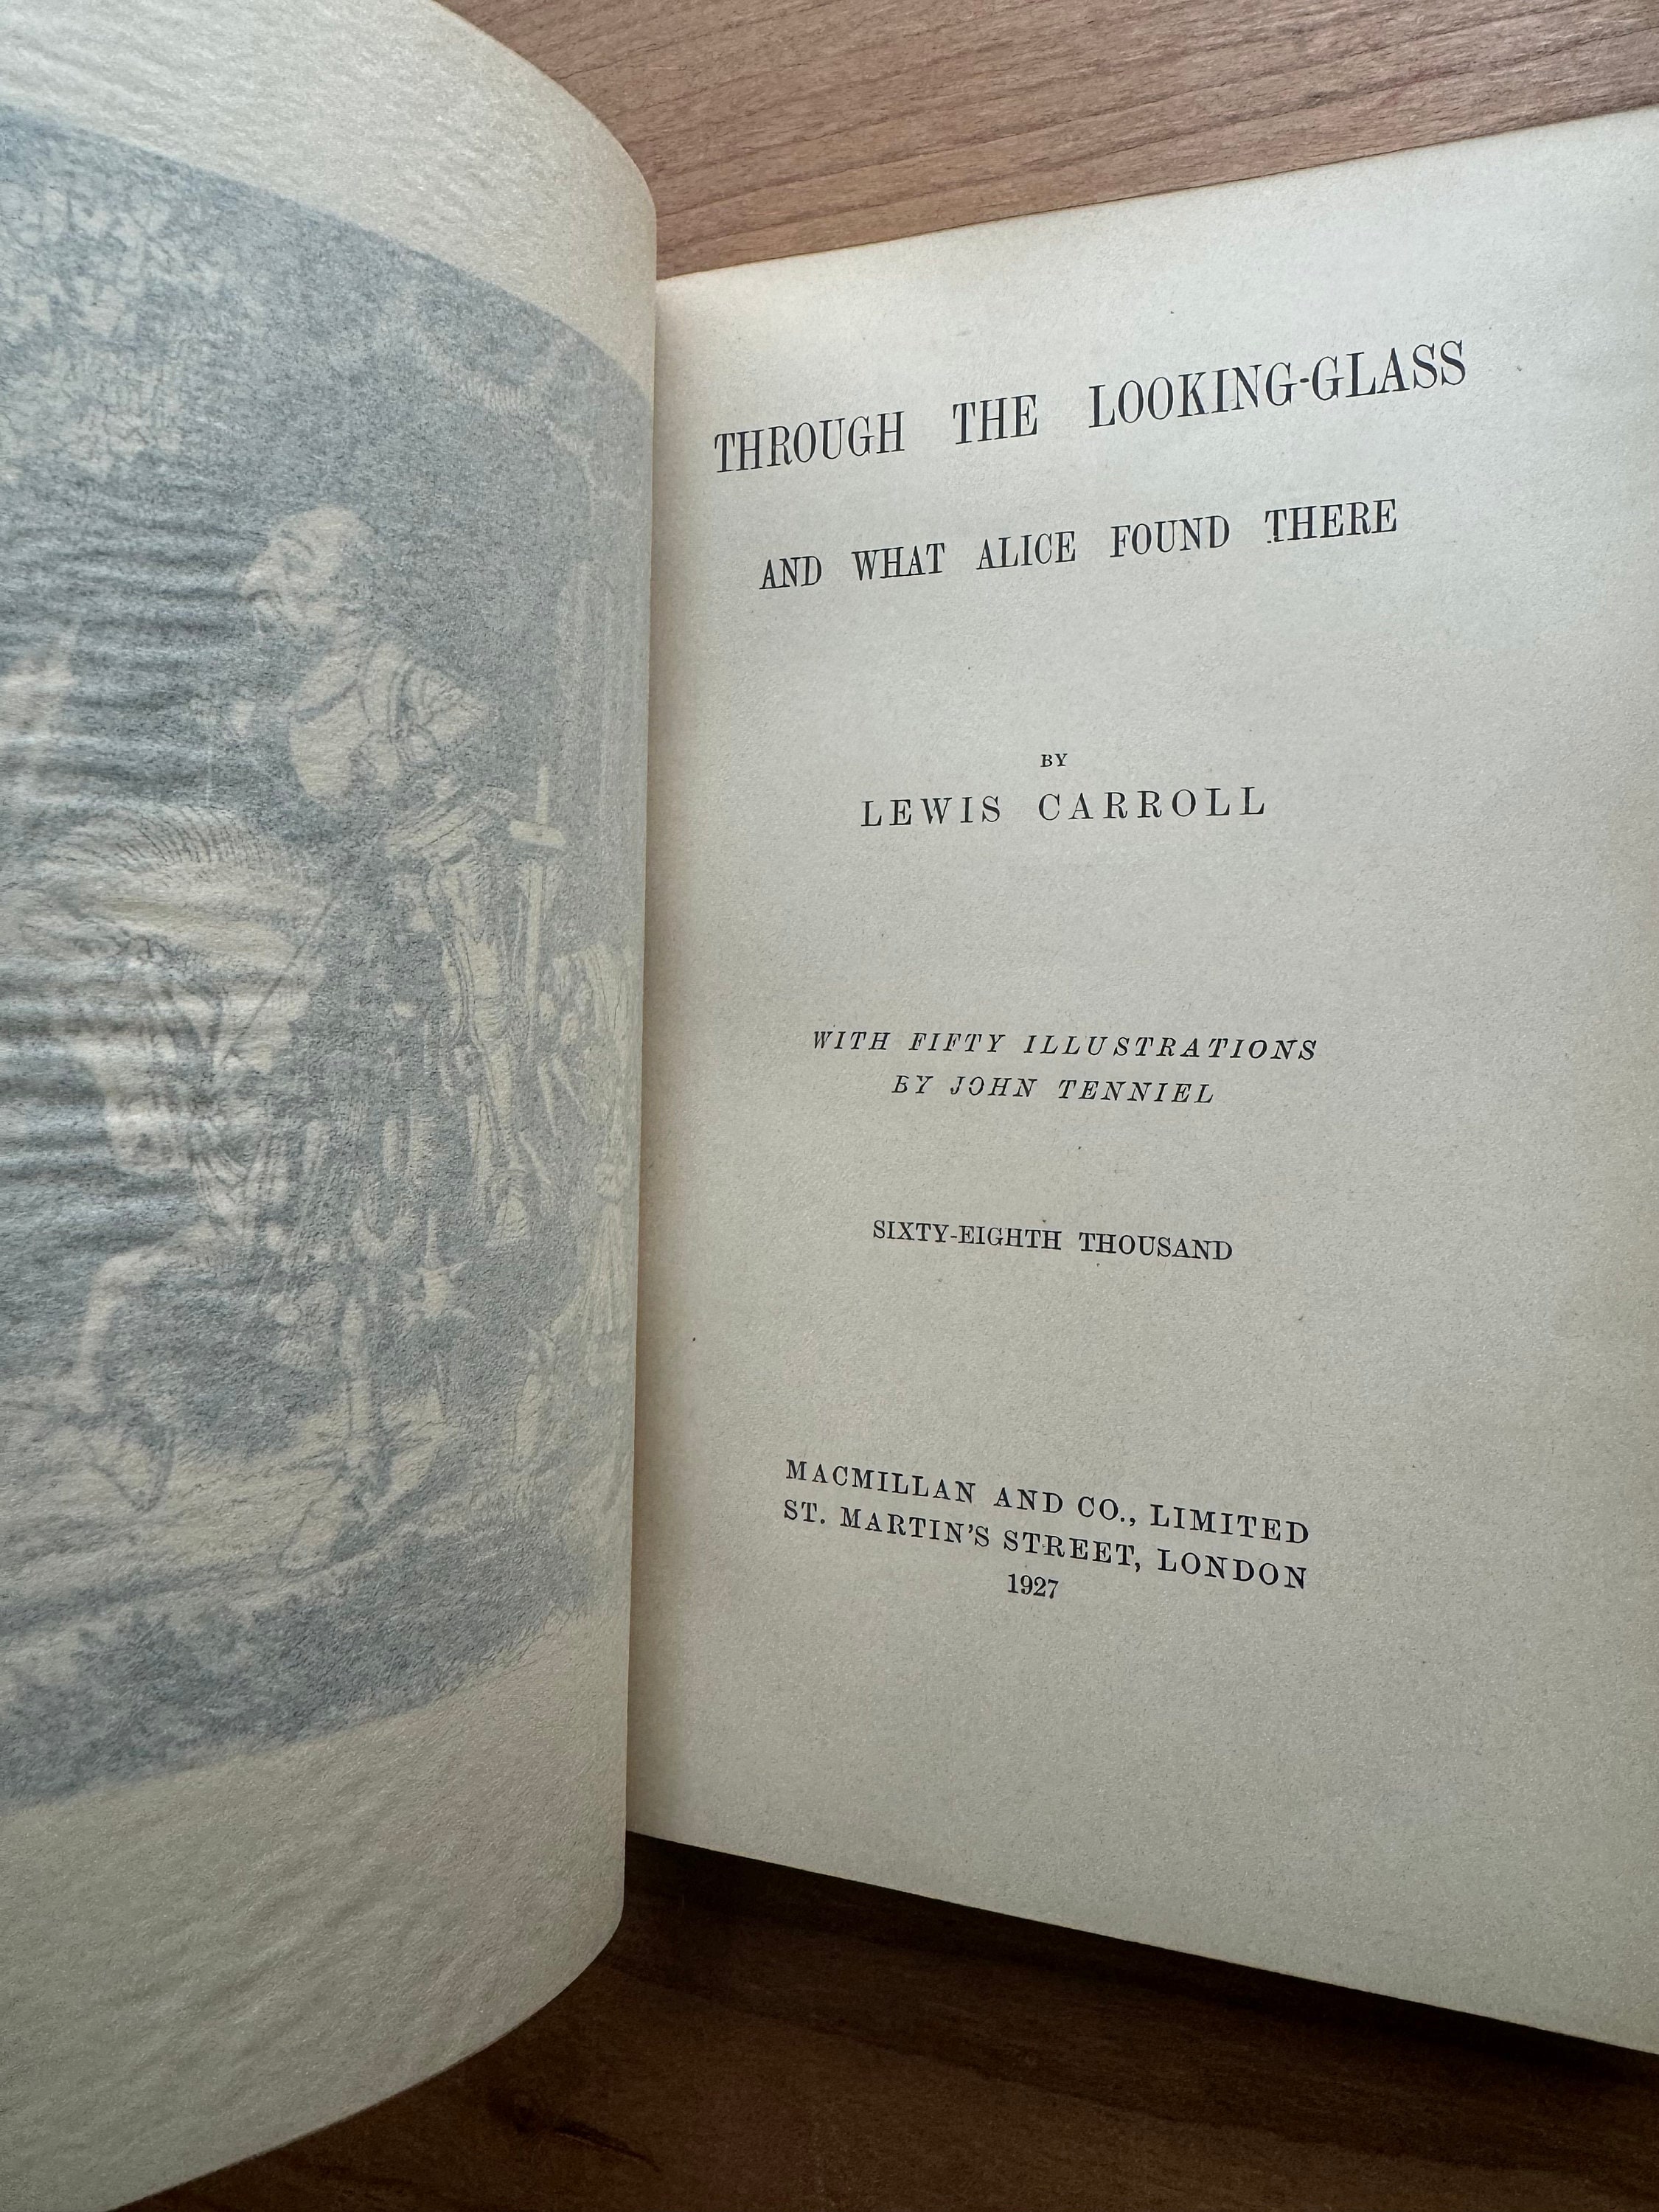 THROUGH THE LOOKING-GLASS
AND WHAT ALICE FOUND THERE
BY
LEWIS CARROLL
WITH FIFTY ILLUSTRATIONS
BY JOHN TENNIEL
SIXTY-EIGHTH THOUSAND
MACMILLAN AND CO., LIMITED
ST. MARTIN'S STREET, LONDON
1927